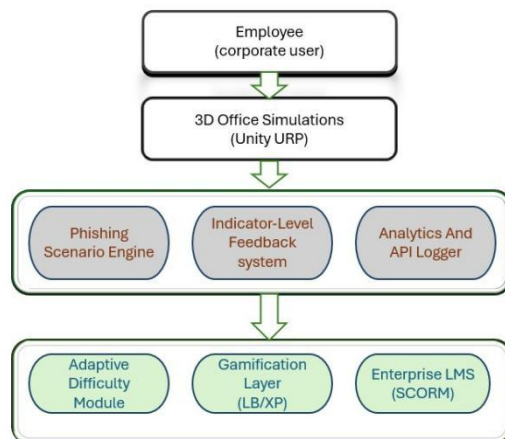 Employee
(corporate user)
3D Office Simulations
(Unity URP)
Phishing
Scenario Engine
Indicator-Level
Feedback
system
Analytics And
API Logger
Adaptive
Difficulty
Module
Gamification
Layer
(LB/XP)
Enterprise LMS
(SCORM)